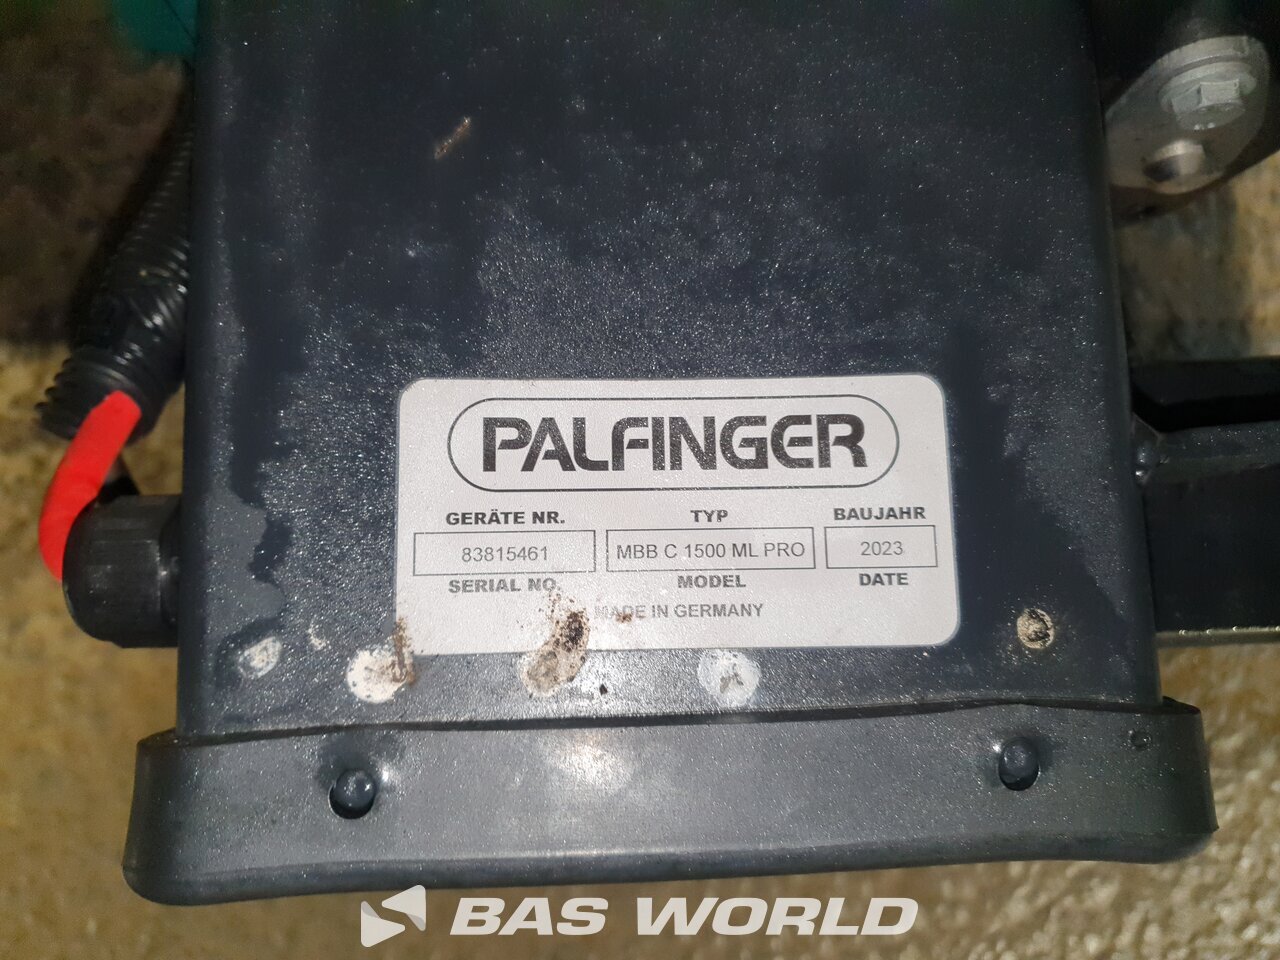 PALFINGER
GERÄTE NR. TYP BAUJAHR
83815461 MBB C 1500 ML PRO 2023
SERIAL NO. MODEL DATE
MADE IN GERMANY
BAS WORLD